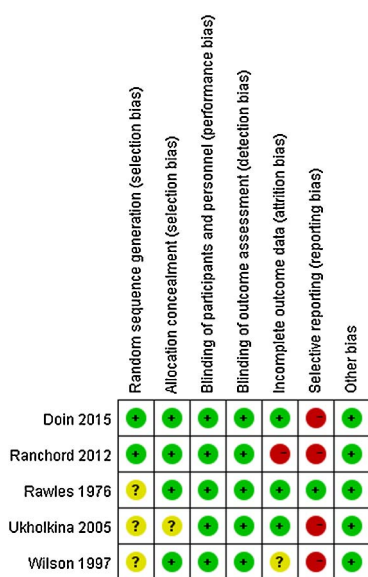 Random sequence generation (selection bias)
Allocation concealment (selection bias)
Blinding of participants and personnel (performance bias)
Blinding of outcome assessment (detection bias)
Incomplete outcome data (attrition bias)
Selective reporting (reporting bias)
Other bias
Doin 2015 + + + + + - +
Ranchord 2012 + + + + - - +
Rawles 1976 ? + + + + + +
Ukholkina 2005 ? ? + + + - +
Wilson 1997 ? + + + ? - +